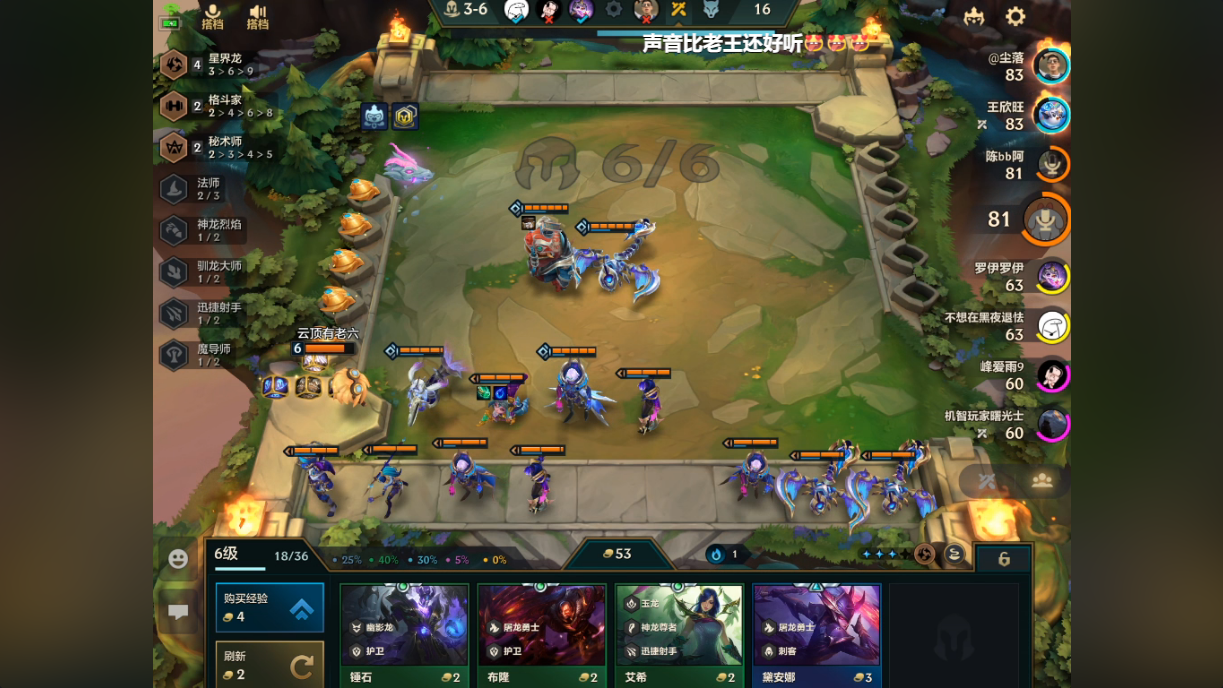 搭档
搭档
3-6
16
声音比老王还好听
4
星界龙
3 > 6 > 9
2
格斗家
2 > 4 > 6 > 8
2
秘术师
2 > 3 > 4 > 5
法师
2 / 3
神龙烈焰
1 / 2
驯龙大师
1 / 2
迅捷射手
1 / 2
魔导师
1 / 2
6/6
@尘落
83
王欣旺
83
陈bb阿
81
81
罗伊罗伊
63
不想在黑夜退怯
63
峰爱雨9
60
机智玩家曙光士
60
云顶有老六
6
6级
18/36
25%
40%
30%
5%
0%
53
1
6
购买经验
4
刷新
2
幽影龙
护卫
锤石
2
屠龙勇士
护卫
布隆
2
玉龙
神龙尊者
迅捷射手
艾希
2
屠龙勇士
刺客
黛安娜
3